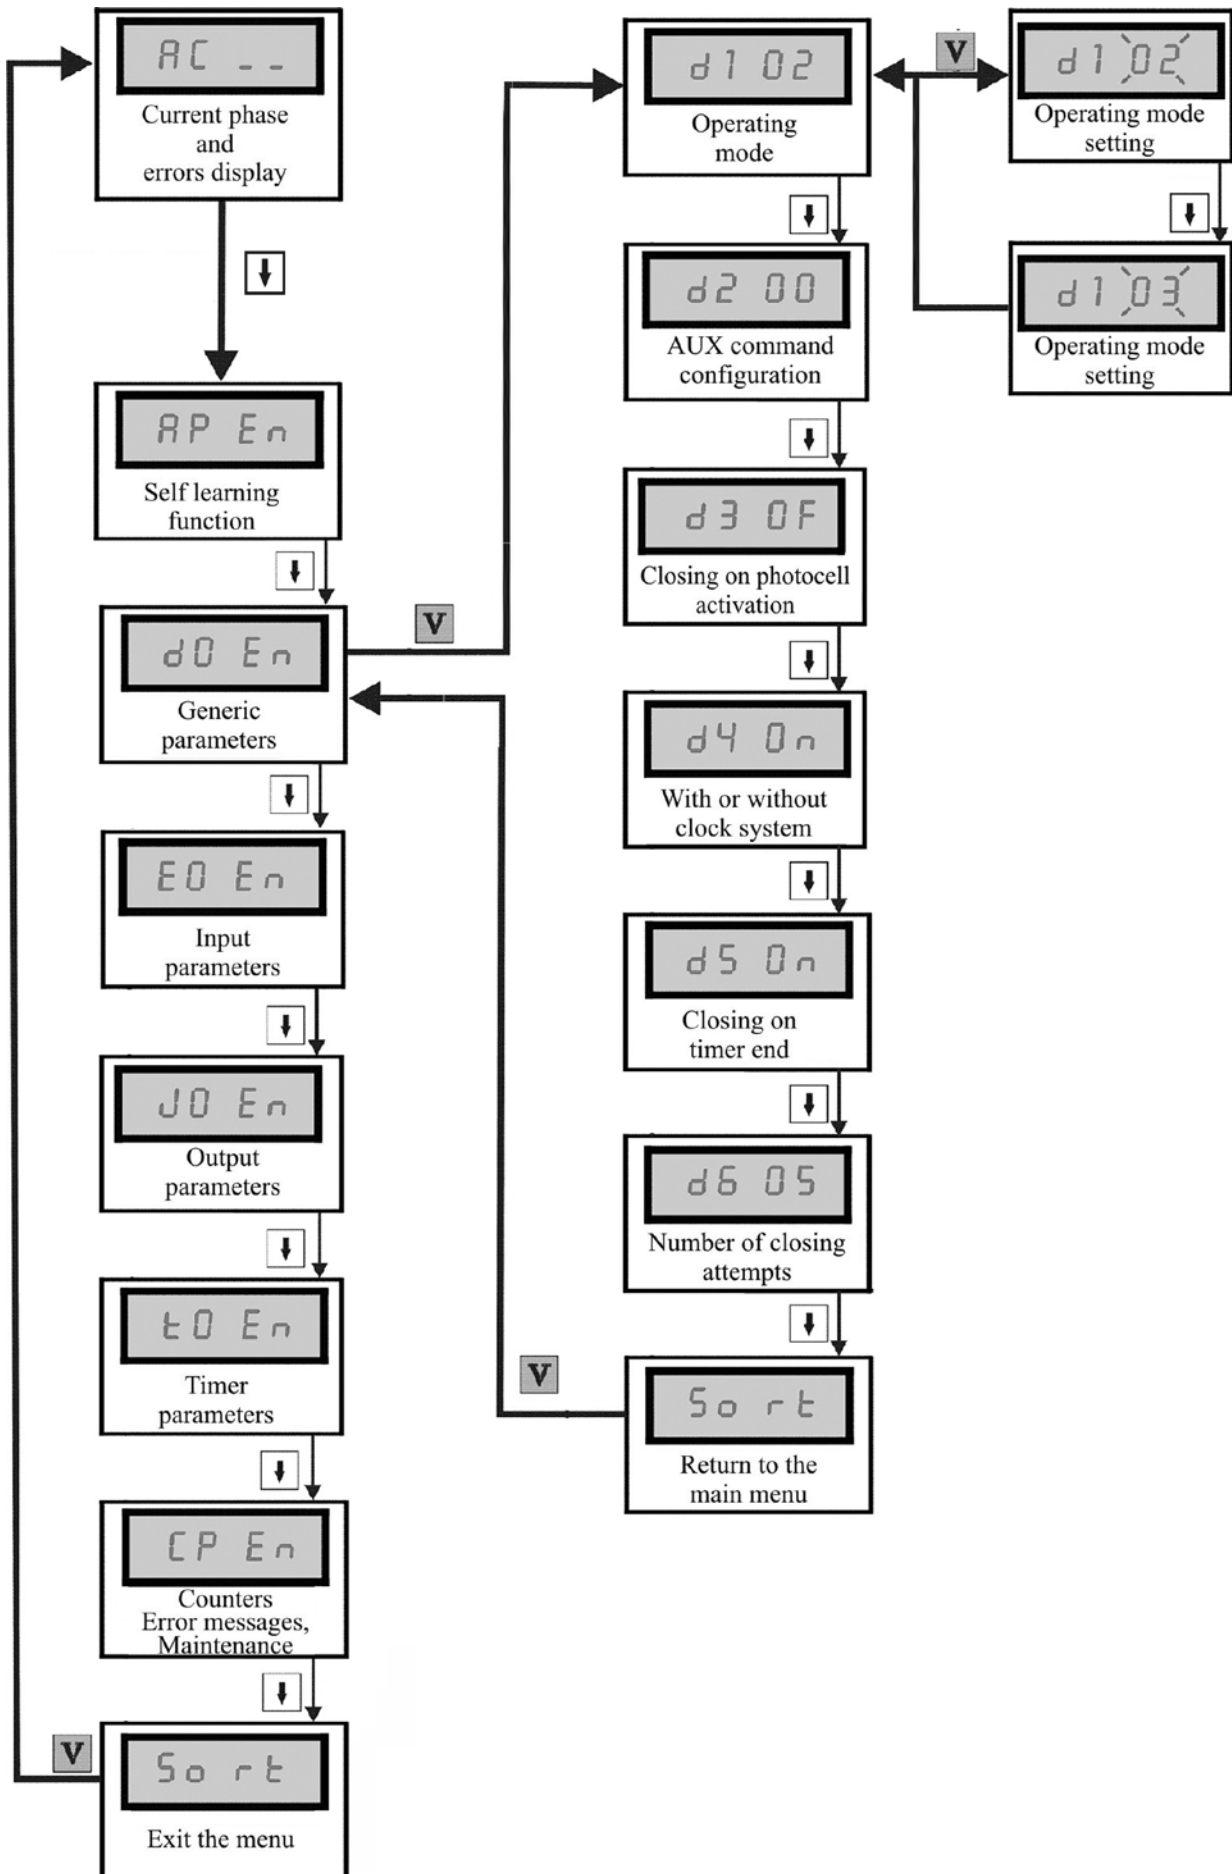 AC _ _
Current phase
and
errors display
AP En
Self learning
function
d0 En
Generic
parameters
V
E0 En
Input
parameters
J0 En
Output
parameters
t0 En
Timer
parameters
CP En
Counters
Error messages,
Maintenance
V
So rt
Exit the menu
d1 02
Operating
mode
d2 00
AUX command
configuration
d3 0F
Closing on photocell
activation
d4 0n
With or without
clock system
d5 0n
Closing on
timer end
d6 05
Number of closing
attempts
V
So rt
Return to the
main menu
V
d1 02
Operating mode
setting
d1 03
Operating mode
setting